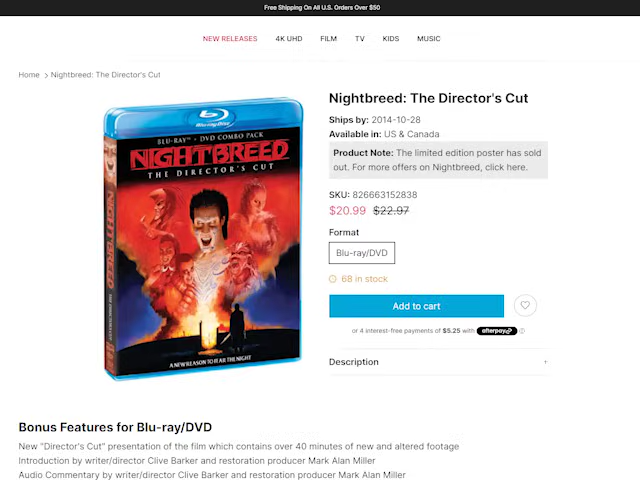 Free Shipping On All U.S. Orders Over $50
NEW RELEASES 4K UHD FILM TV KIDS MUSIC
Home > Nightbreed: The Director's Cut
Blu-ray Disc
BLU-RAY™ + DVD COMBO PACK
NIGHTBREED
THE DIRECTOR'S CUT
NIGHTBREED
A NEW REASON TO FEAR THE NIGHT
Nightbreed: The Director's Cut
Ships by: 2014-10-28
Available in: US & Canada
Product Note: The limited edition poster has sold
out. For more offers on Nightbreed, click here.
SKU: 826663152838
$20.99 $22.97
Format
Blu-ray/DVD
68 in stock
Add to cart
or 4 interest-free payments of $5.25 with afterpay
Description +
Bonus Features for Blu-ray/DVD
New "Director's Cut" presentation of the film which contains over 40 minutes of new and altered footage
Introduction by writer/director Clive Barker and restoration producer Mark Alan Miller
Audio Commentary by writer/director Clive Barker and restoration producer Mark Alan Miller